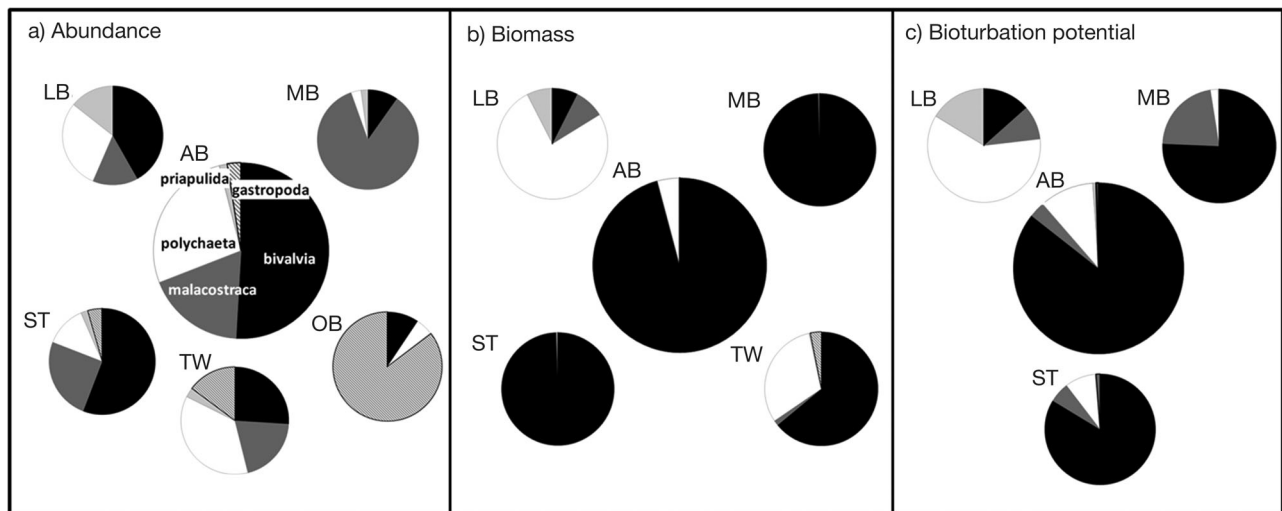 a) Abundance
LB
MB
AB
priapulida
gastropoda
polychaeta
bivalvia
malacostraca
ST
OB
TW
b) Biomass
LB
MB
AB
ST
TW
c) Bioturbation potential
LB
MB
AB
ST